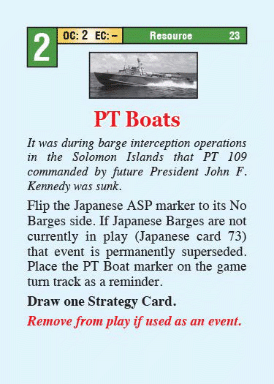 2 OC: 2 EC: – Resource 23
PT Boats
It was during barge interception operations
in the Solomon Islands that PT 109
commanded by future President John F.
Kennedy was sunk.
Flip the Japanese ASP marker to its No
Barges side. If Japanese Barges are not
currently in play (Japanese card 73)
that event is permanently superseded.
Place the PT Boat marker on the game
turn track as a reminder.
Draw one Strategy Card.
Remove from play if used as an event.